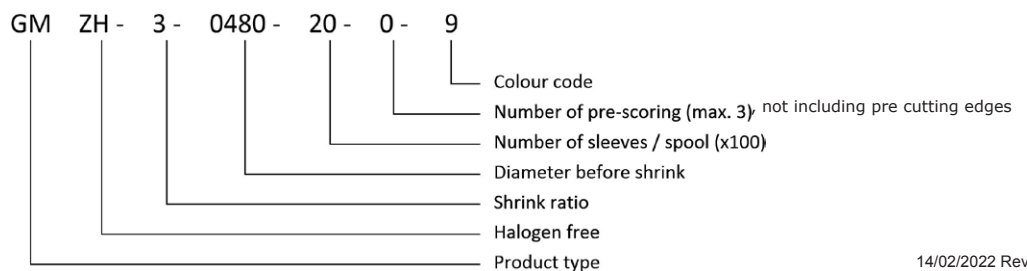 GM ZH - 3 - 0480 - 20 - 0 - 9
Colour code
Number of pre-scoring (max. 3), not including pre cutting edges
Number of sleeves / spool (x100)
Diameter before shrink
Shrink ratio
Halogen free
Product type
14/02/2022 Rev